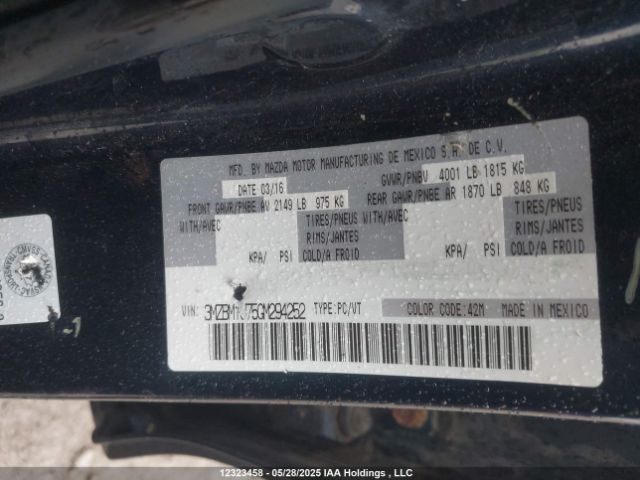 MFD. BY MAZDA MOTOR MANUFACTURING DE MEXICO S.A. DE C.V.
DATE 03/16 GVWR/PNBV 4001 LB 1815 KG
FRONT GAWR/PNBE AV 2149 LB 975 KG REAR GAWR/PNBE AR 1870 LB 848 KG
WITH/AVEC TIRES/PNEUS WITH/AVEC TIRES/PNEUS
RIMS/JANTES RIMS/JANTES
KPA/ PSI COLD/A FROID KPA/ PSI COLD/A FROID
VIN: TYPE:PC/VT COLOR CODE:42M MADE IN MEXICO
12323458 - 05/28/2025 IAA Holdings , LLC